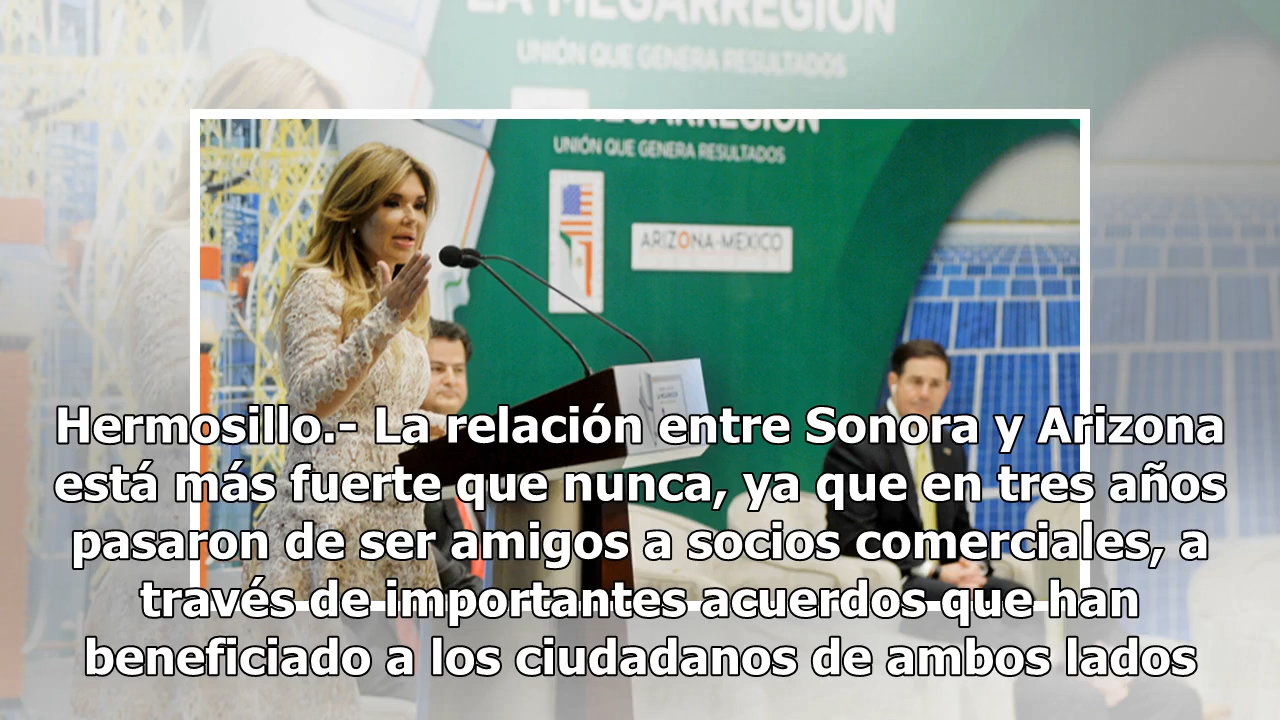 LA MEGARREGIÓN
UNIÓN QUE GENERA RESULTADOS
MEGARREGIÓN
UNIÓN QUE GENERA RESULTADOS
ARIZONA-MEXICO
Hermosillo.- La relación entre Sonora y Arizona
está más fuerte que nunca, ya que en tres años
pasaron de ser amigos a socios comerciales, a
través de importantes acuerdos que han
beneficiado a los ciudadanos de ambos lados